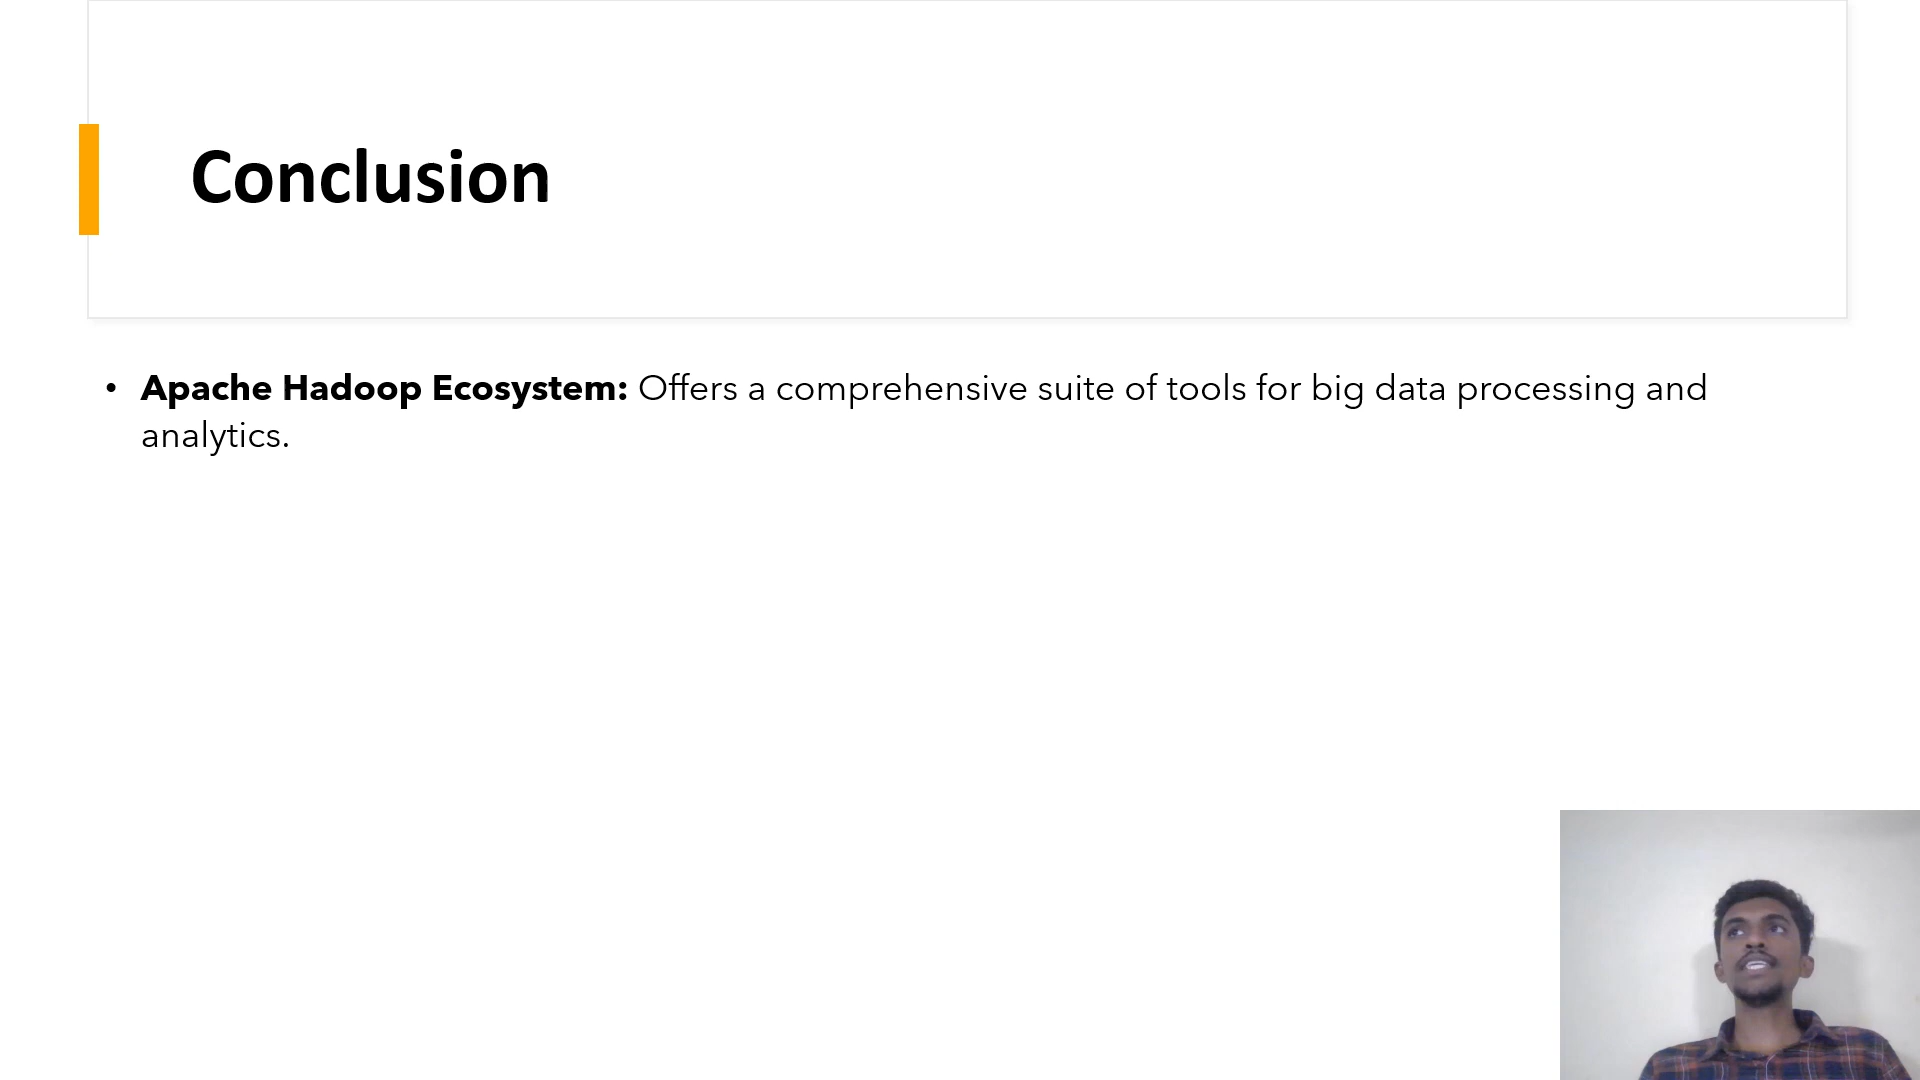 Conclusion
• Apache Hadoop Ecosystem: Offers a comprehensive suite of tools for big data processing and
analytics.